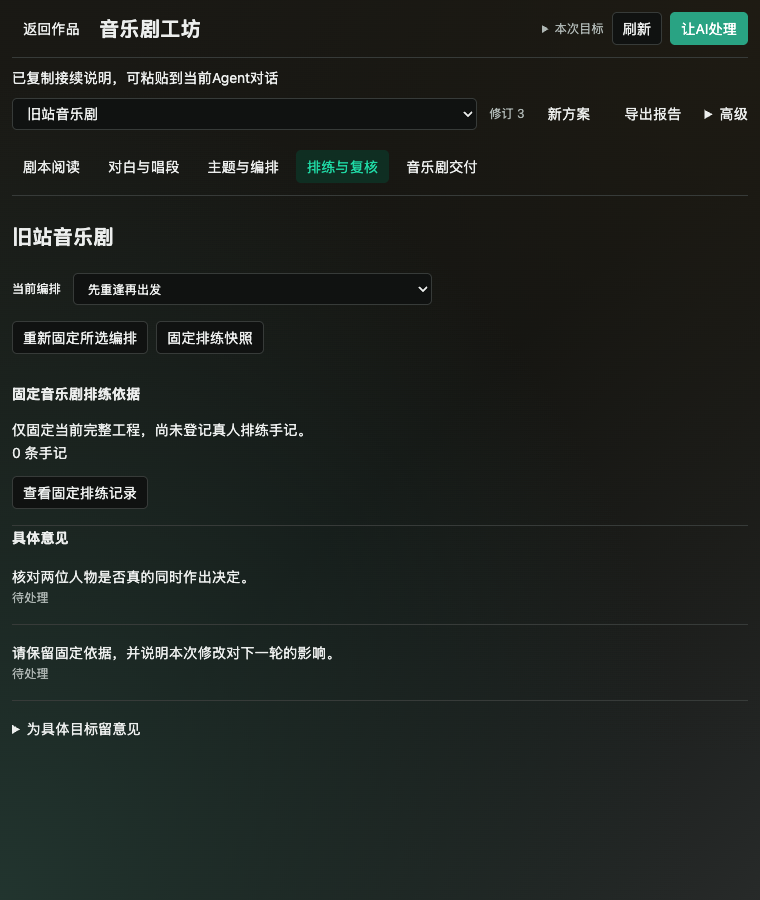 返回作品 音乐剧工坊 ▶ 本次目标 刷新 让AI处理
已复制接续说明，可粘贴到当前Agent对话
旧站音乐剧 修订 3 新方案 导出报告 ▶ 高级
剧本阅读 对白与唱段 主题与编排 排练与复核 音乐剧交付
旧站音乐剧
当前编排 先重逢再出发
重新固定所选编排 固定排练快照
固定音乐剧排练依据
仅固定当前完整工程，尚未登记真人排练手记。
0 条手记
查看固定排练记录
具体意见
核对两位人物是否真的同时作出决定。
待处理
请保留固定依据，并说明本次修改对下一轮的影响。
待处理
▶ 为具体目标留意见